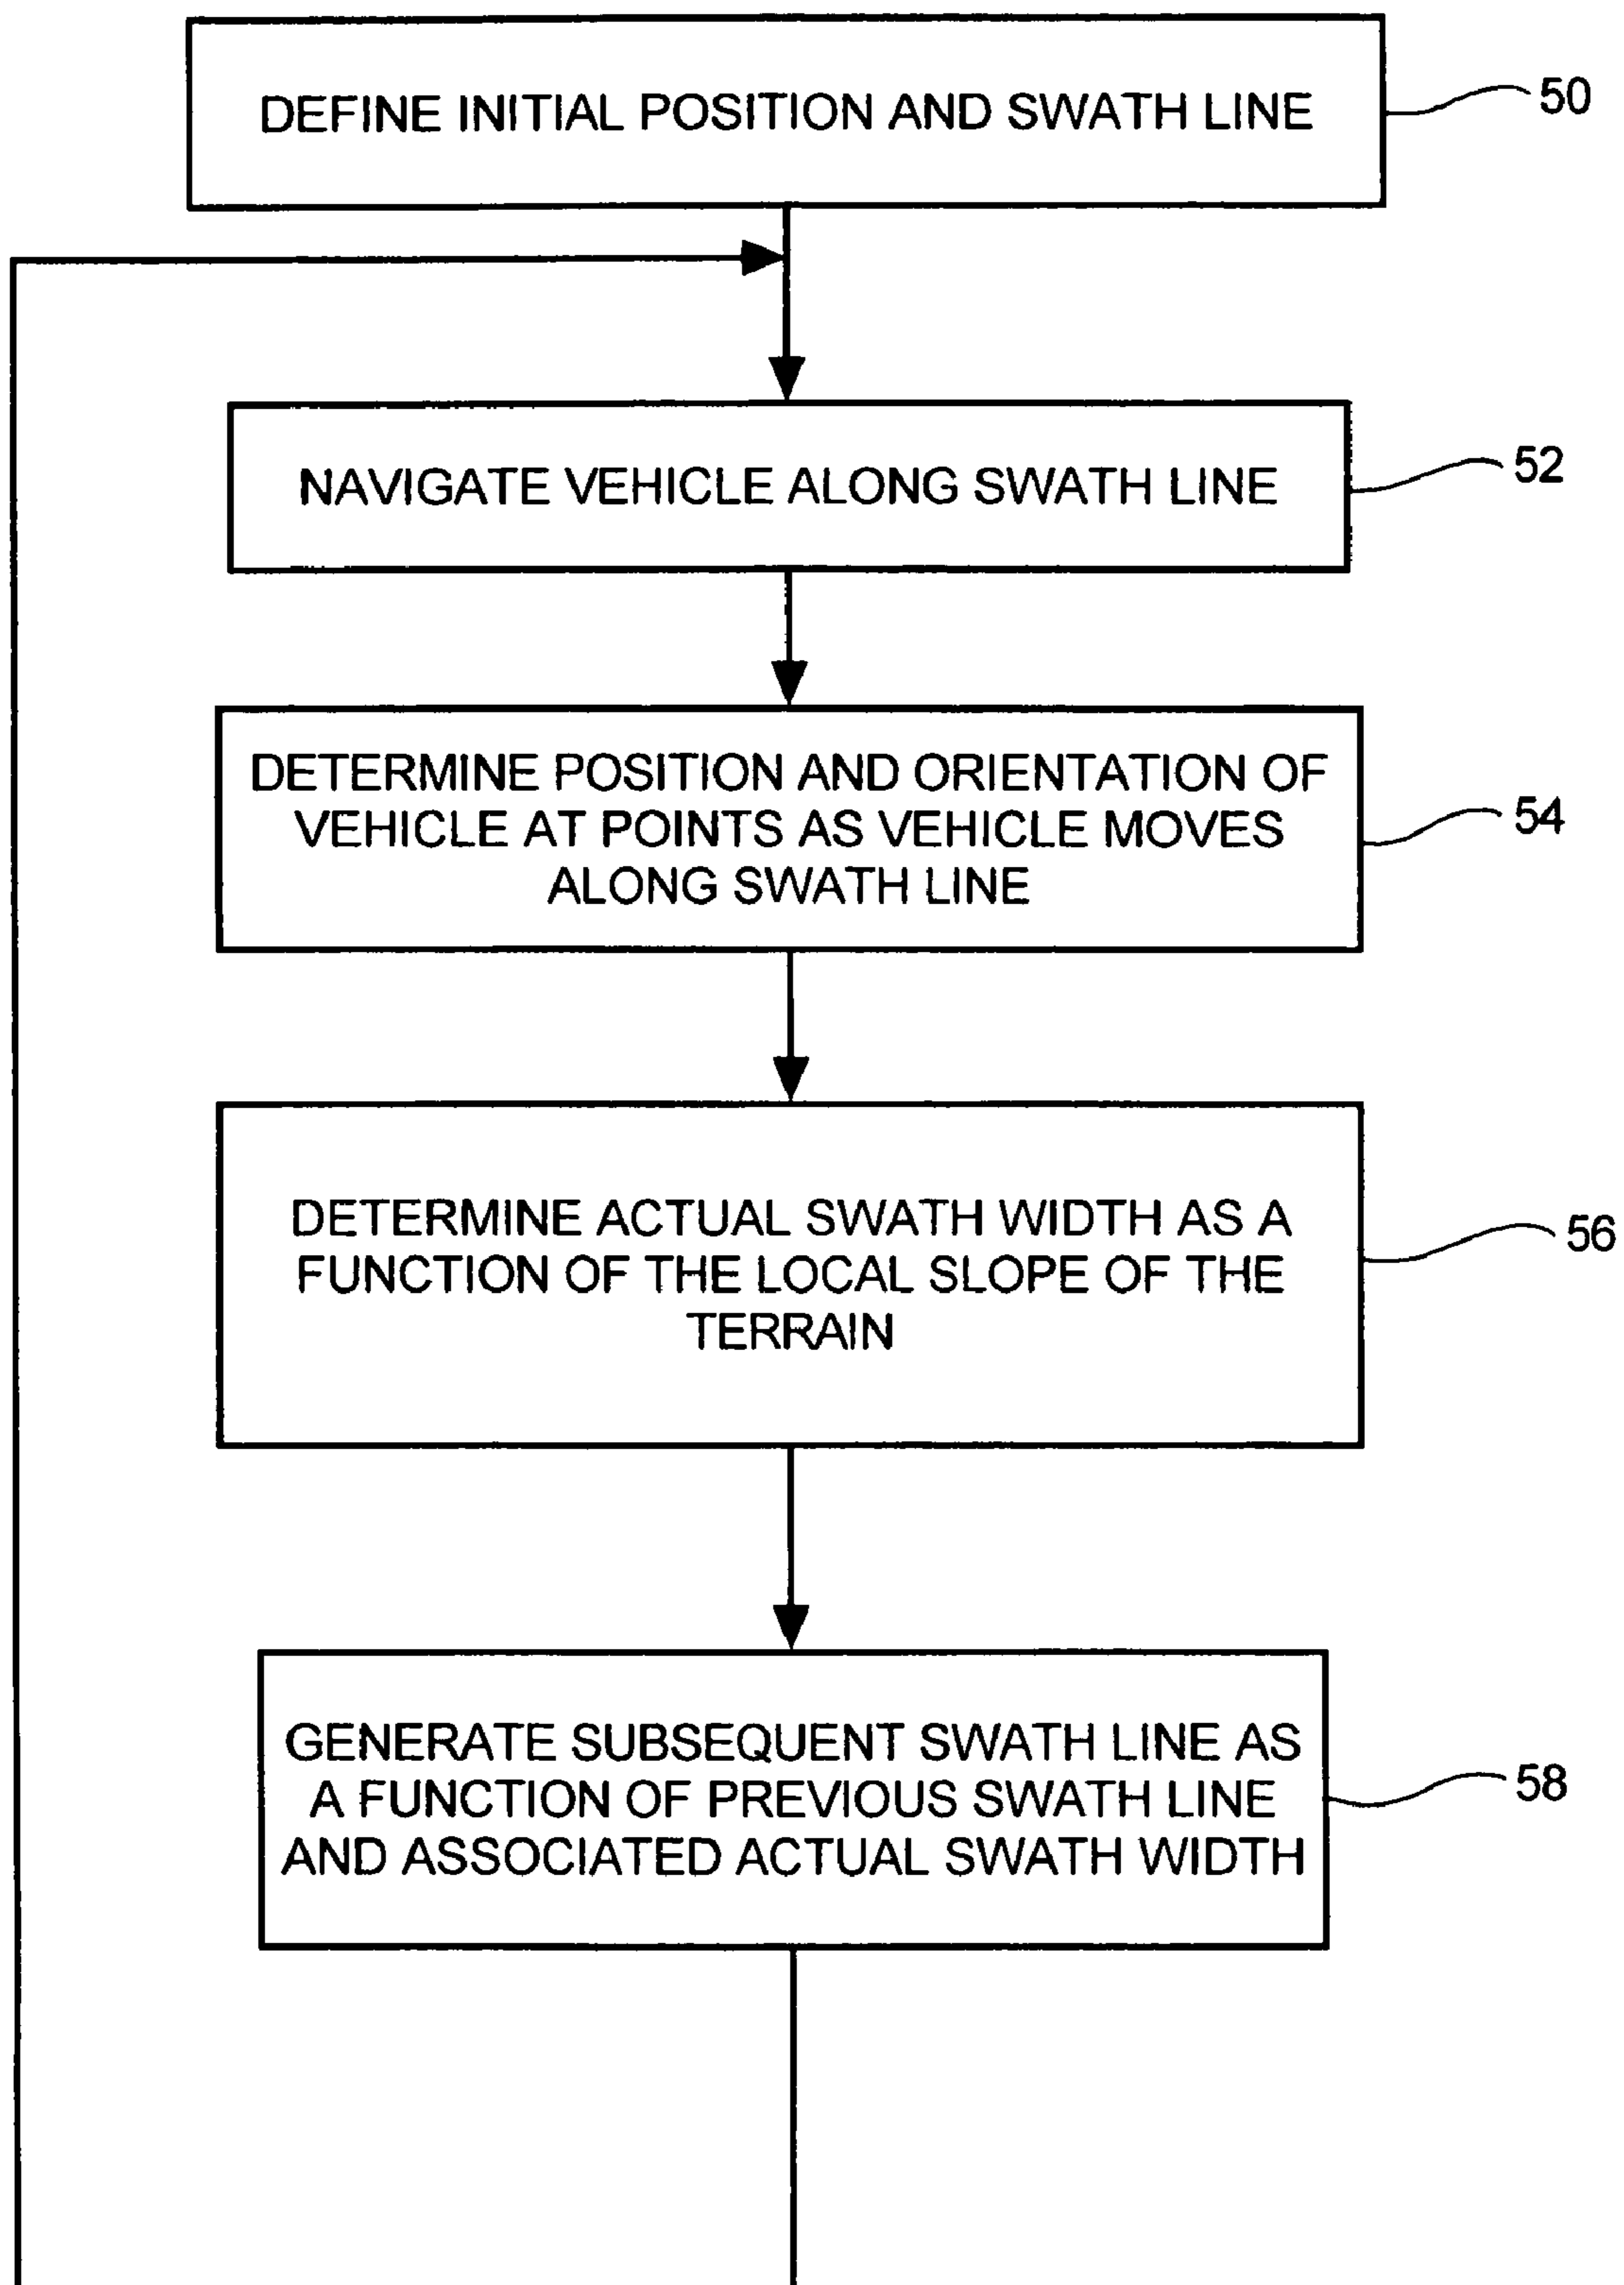 DEFINE INITIAL POSITION AND SWATH LINE
50
NAVIGATE VEHICLE ALONG SWATH LINE
52
DETERMINE POSITION AND ORIENTATION OF
VEHICLE AT POINTS AS VEHICLE MOVES
ALONG SWATH LINE
54
DETERMINE ACTUAL SWATH WIDTH AS A
FUNCTION OF THE LOCAL SLOPE OF THE
TERRAIN
56
GENERATE SUBSEQUENT SWATH LINE AS
A FUNCTION OF PREVIOUS SWATH LINE
AND ASSOCIATED ACTUAL SWATH WIDTH
58